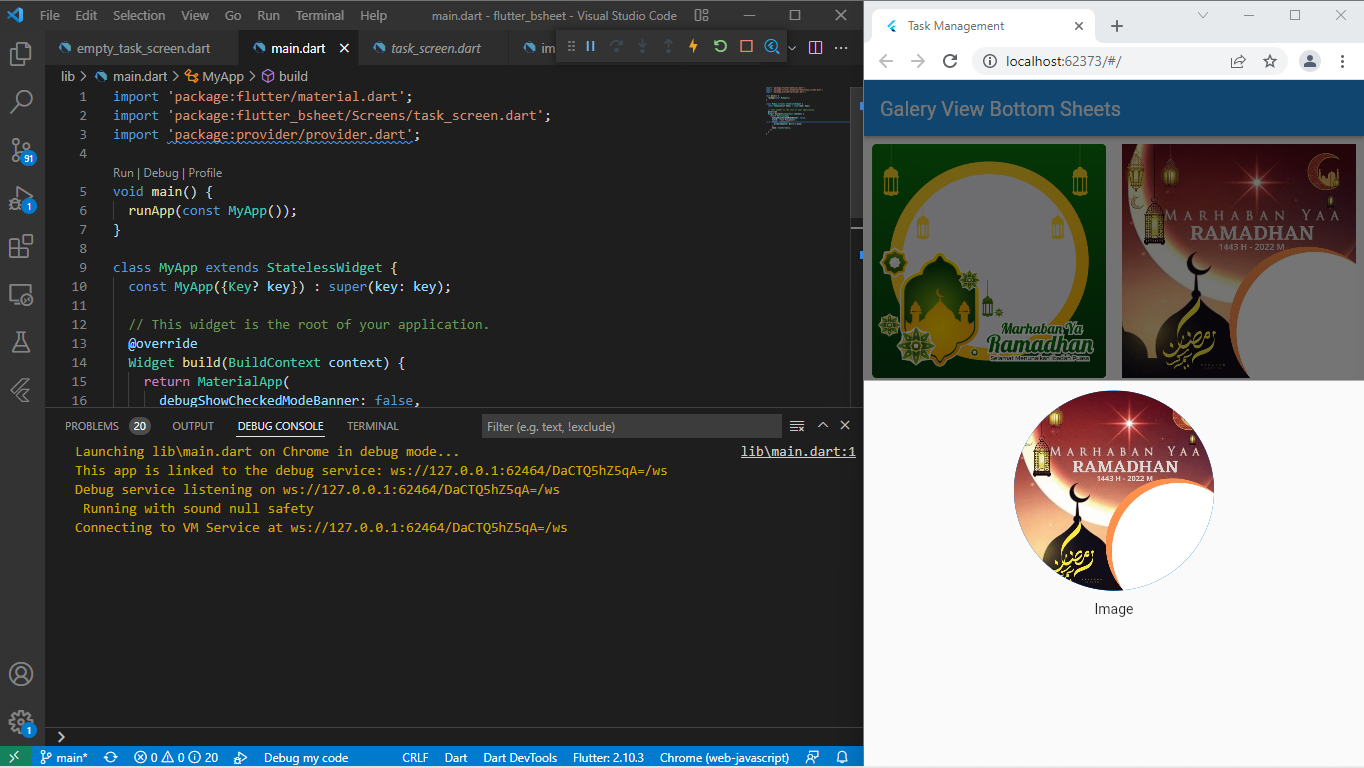 File Edit Selection View Go Run Terminal Help main.dart - flutter_bsheet - Visual Studio Code
empty_task_screen.dart main.dart task_screen.dart im
lib > main.dart > MyApp > build
1 import 'package:flutter/material.dart';
2 import 'package:flutter_bsheet/Screens/task_screen.dart';
3 import 'package:provider/provider.dart';
4
Run | Debug | Profile
5 void main() {
6 runApp(const MyApp());
7 }
8
9 class MyApp extends StatelessWidget {
10 const MyApp({Key? key}) : super(key: key);
11
12 // This widget is the root of your application.
13 @override
14 Widget build(BuildContext context) {
15 return MaterialApp(
16 debugShowCheckedModeBanner: false,
91
1
1
PROBLEMS 20 OUTPUT DEBUG CONSOLE TERMINAL Filter (e.g. text, !exclude)
Launching lib\main.dart on Chrome in debug mode... lib\main.dart:1
This app is linked to the debug service: ws://127.0.0.1:62464/DaCTQ5hZ5qA=/ws
Debug service listening on ws://127.0.0.1:62464/DaCTQ5hZ5qA=/ws
Running with sound null safety
Connecting to VM Service at ws://127.0.0.1:62464/DaCTQ5hZ5qA=/ws
main* 0 0 20 Debug my code CRLF Dart Dart DevTools Flutter: 2.10.3 Chrome (web-javascript)
Task Management
localhost:62373/#/
Galery View Bottom Sheets
Marhaban Ya
Ramadhan
Selamat Menunaikan Ibadah Puasa
MARHABAN YAA
RAMADHAN
1443 H - 2022 M
MARHABAN YAA
RAMADHAN
1443 H - 2022 M
Image